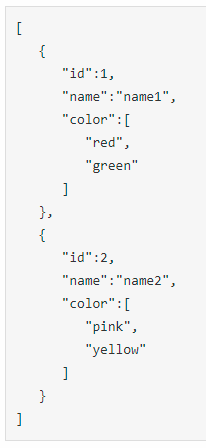 [
   {
      "id":1,
      "name":"name1",
      "color":[
         "red",
         "green"
      ]
   },
   {
      "id":2,
      "name":"name2",
      "color":[
         "pink",
         "yellow"
      ]
   }
]